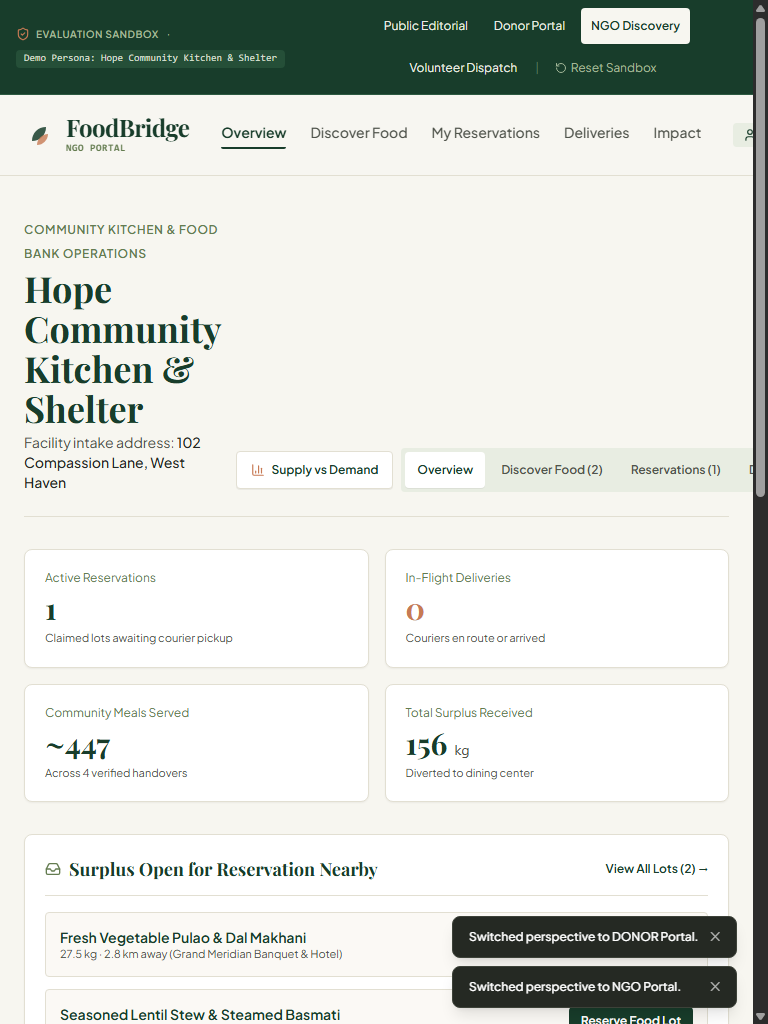 EVALUATION SANDBOX ·
Demo Persona: Hope Community Kitchen & Shelter
Public Editorial
Donor Portal
NGO Discovery
Volunteer Dispatch
|
Reset Sandbox
FoodBridge
NGO PORTAL
Overview
Discover Food
My Reservations
Deliveries
Impact
COMMUNITY KITCHEN & FOOD
BANK OPERATIONS
Hope
Community
Kitchen &
Shelter
Facility intake address: 102
Compassion Lane, West
Haven
Supply vs Demand
Overview
Discover Food (2)
Reservations (1)
Active Reservations
1
Claimed lots awaiting courier pickup
In-Flight Deliveries
0
Couriers en route or arrived
Community Meals Served
~447
Across 4 verified handovers
Total Surplus Received
156 kg
Diverted to dining center
Surplus Open for Reservation Nearby
View All Lots (2) →
Fresh Vegetable Pulao & Dal Makhani
27.5 kg · 2.8 km away (Grand Meridian Banquet & Hotel)
Switched perspective to DONOR Portal.
Switched perspective to NGO Portal.
Seasoned Lentil Stew & Steamed Basmati
Reserve Food Lot